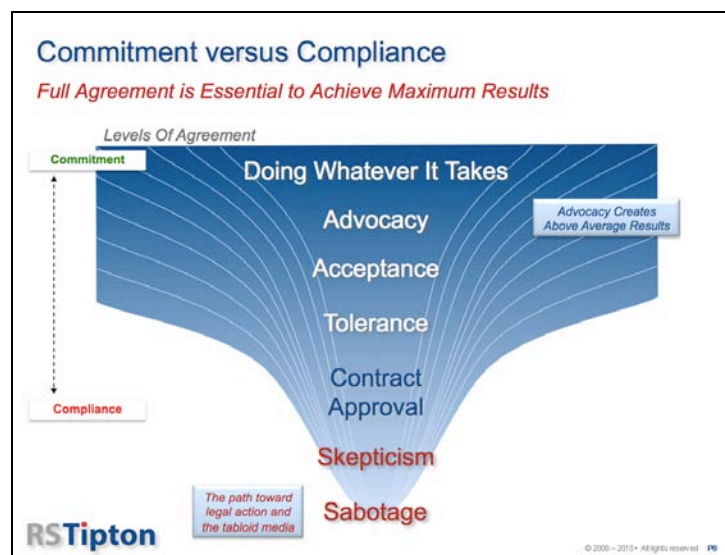 Commitment versus Compliance
Full Agreement is Essential to Achieve Maximum Results
Levels Of Agreement
Commitment
Doing Whatever It Takes
Advocacy
Advocacy Creates
Above Average Results
Acceptance
Tolerance
Contract
Approval
Compliance
Skepticism
The path toward
legal action and
the tabloid media
Sabotage
RSTipton
© 2008 – 2010 • All rights reserved